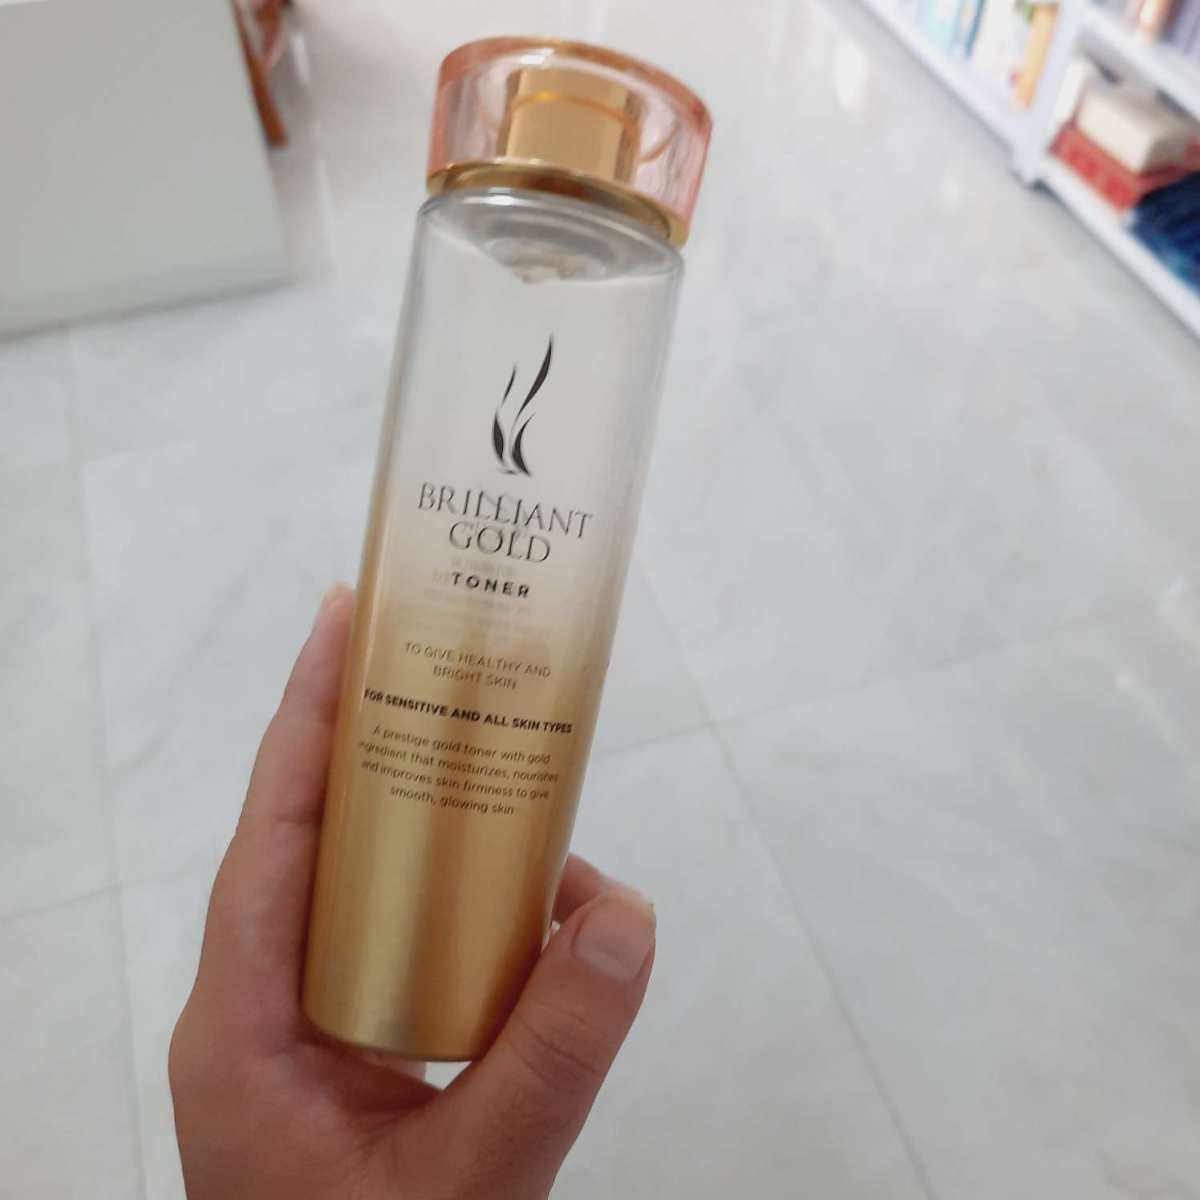 BRILLIANT
GOLD
TONER
TO GIVE HEALTHY AND
BRIGHT SKIN
FOR SENSITIVE AND ALL SKIN TYPES
A prestige gold toner with gold
ingredient that moisturizes, nourishes
and improves skin firmness to give
smooth, glowing skin